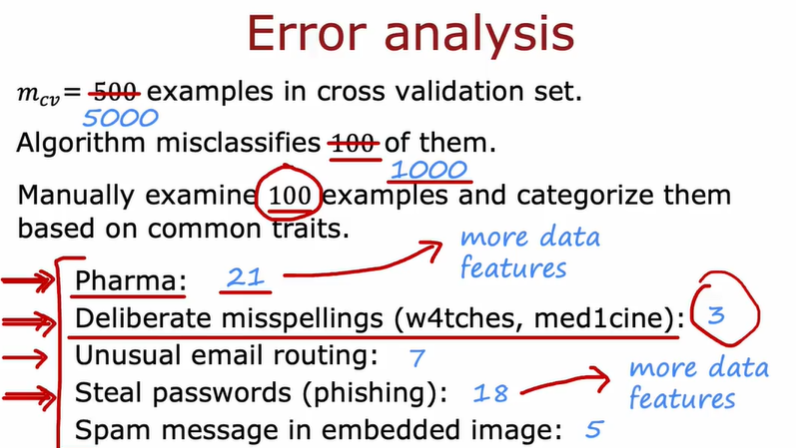 Error analysis
m_cv = 500 examples in cross validation set.
5000
Algorithm misclassifies 100 of them.
1000
Manually examine 100 examples and categorize them
based on common traits.
more data
features
Pharma: 21
Deliberate misspellings (w4tches, med1cine): 3
Unusual email routing: 7
more data
Steal passwords (phishing): 18
features
Spam message in embedded image: 5